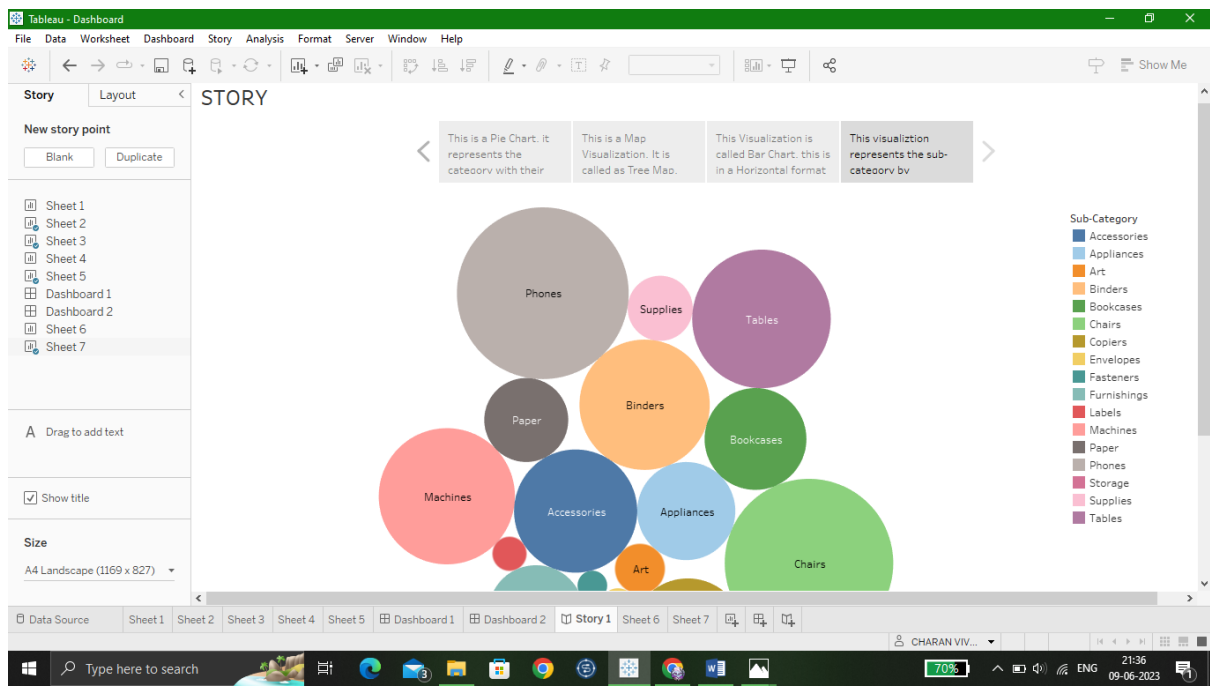 Tableau - Dashboard
File Data Worksheet Dashboard Story Analysis Format Server Window Help
Show Me
Story Layout
STORY
New story point
Blank Duplicate
This is a Pie Chart. it
represents the
category with their
This is a Map
Visualization. It is
called as Tree Map.
This Visualization is
called Bar Chart. this is
in a Horizontal format
This visualiztion
represents the sub-
category by
Sheet 1
Sheet 2
Sheet 3
Sheet 4
Sheet 5
Dashboard 1
Dashboard 2
Sheet 6
Sheet 7
A Drag to add text
Show title
Size
A4 Landscape (1169 x 827)
Phones
Supplies
Tables
Paper
Binders
Bookcases
Machines
Accessories
Appliances
Art
Chairs
Sub-Category
Accessories
Appliances
Art
Binders
Bookcases
Chairs
Copiers
Envelopes
Fasteners
Furnishings
Labels
Machines
Paper
Phones
Storage
Supplies
Tables
Data Source Sheet 1 Sheet 2 Sheet 3 Sheet 4 Sheet 5 Dashboard 1 Dashboard 2 Story 1 Sheet 6 Sheet 7
CHARAN VIV...
Type here to search
3
70%
ENG
21:36
09-06-2023